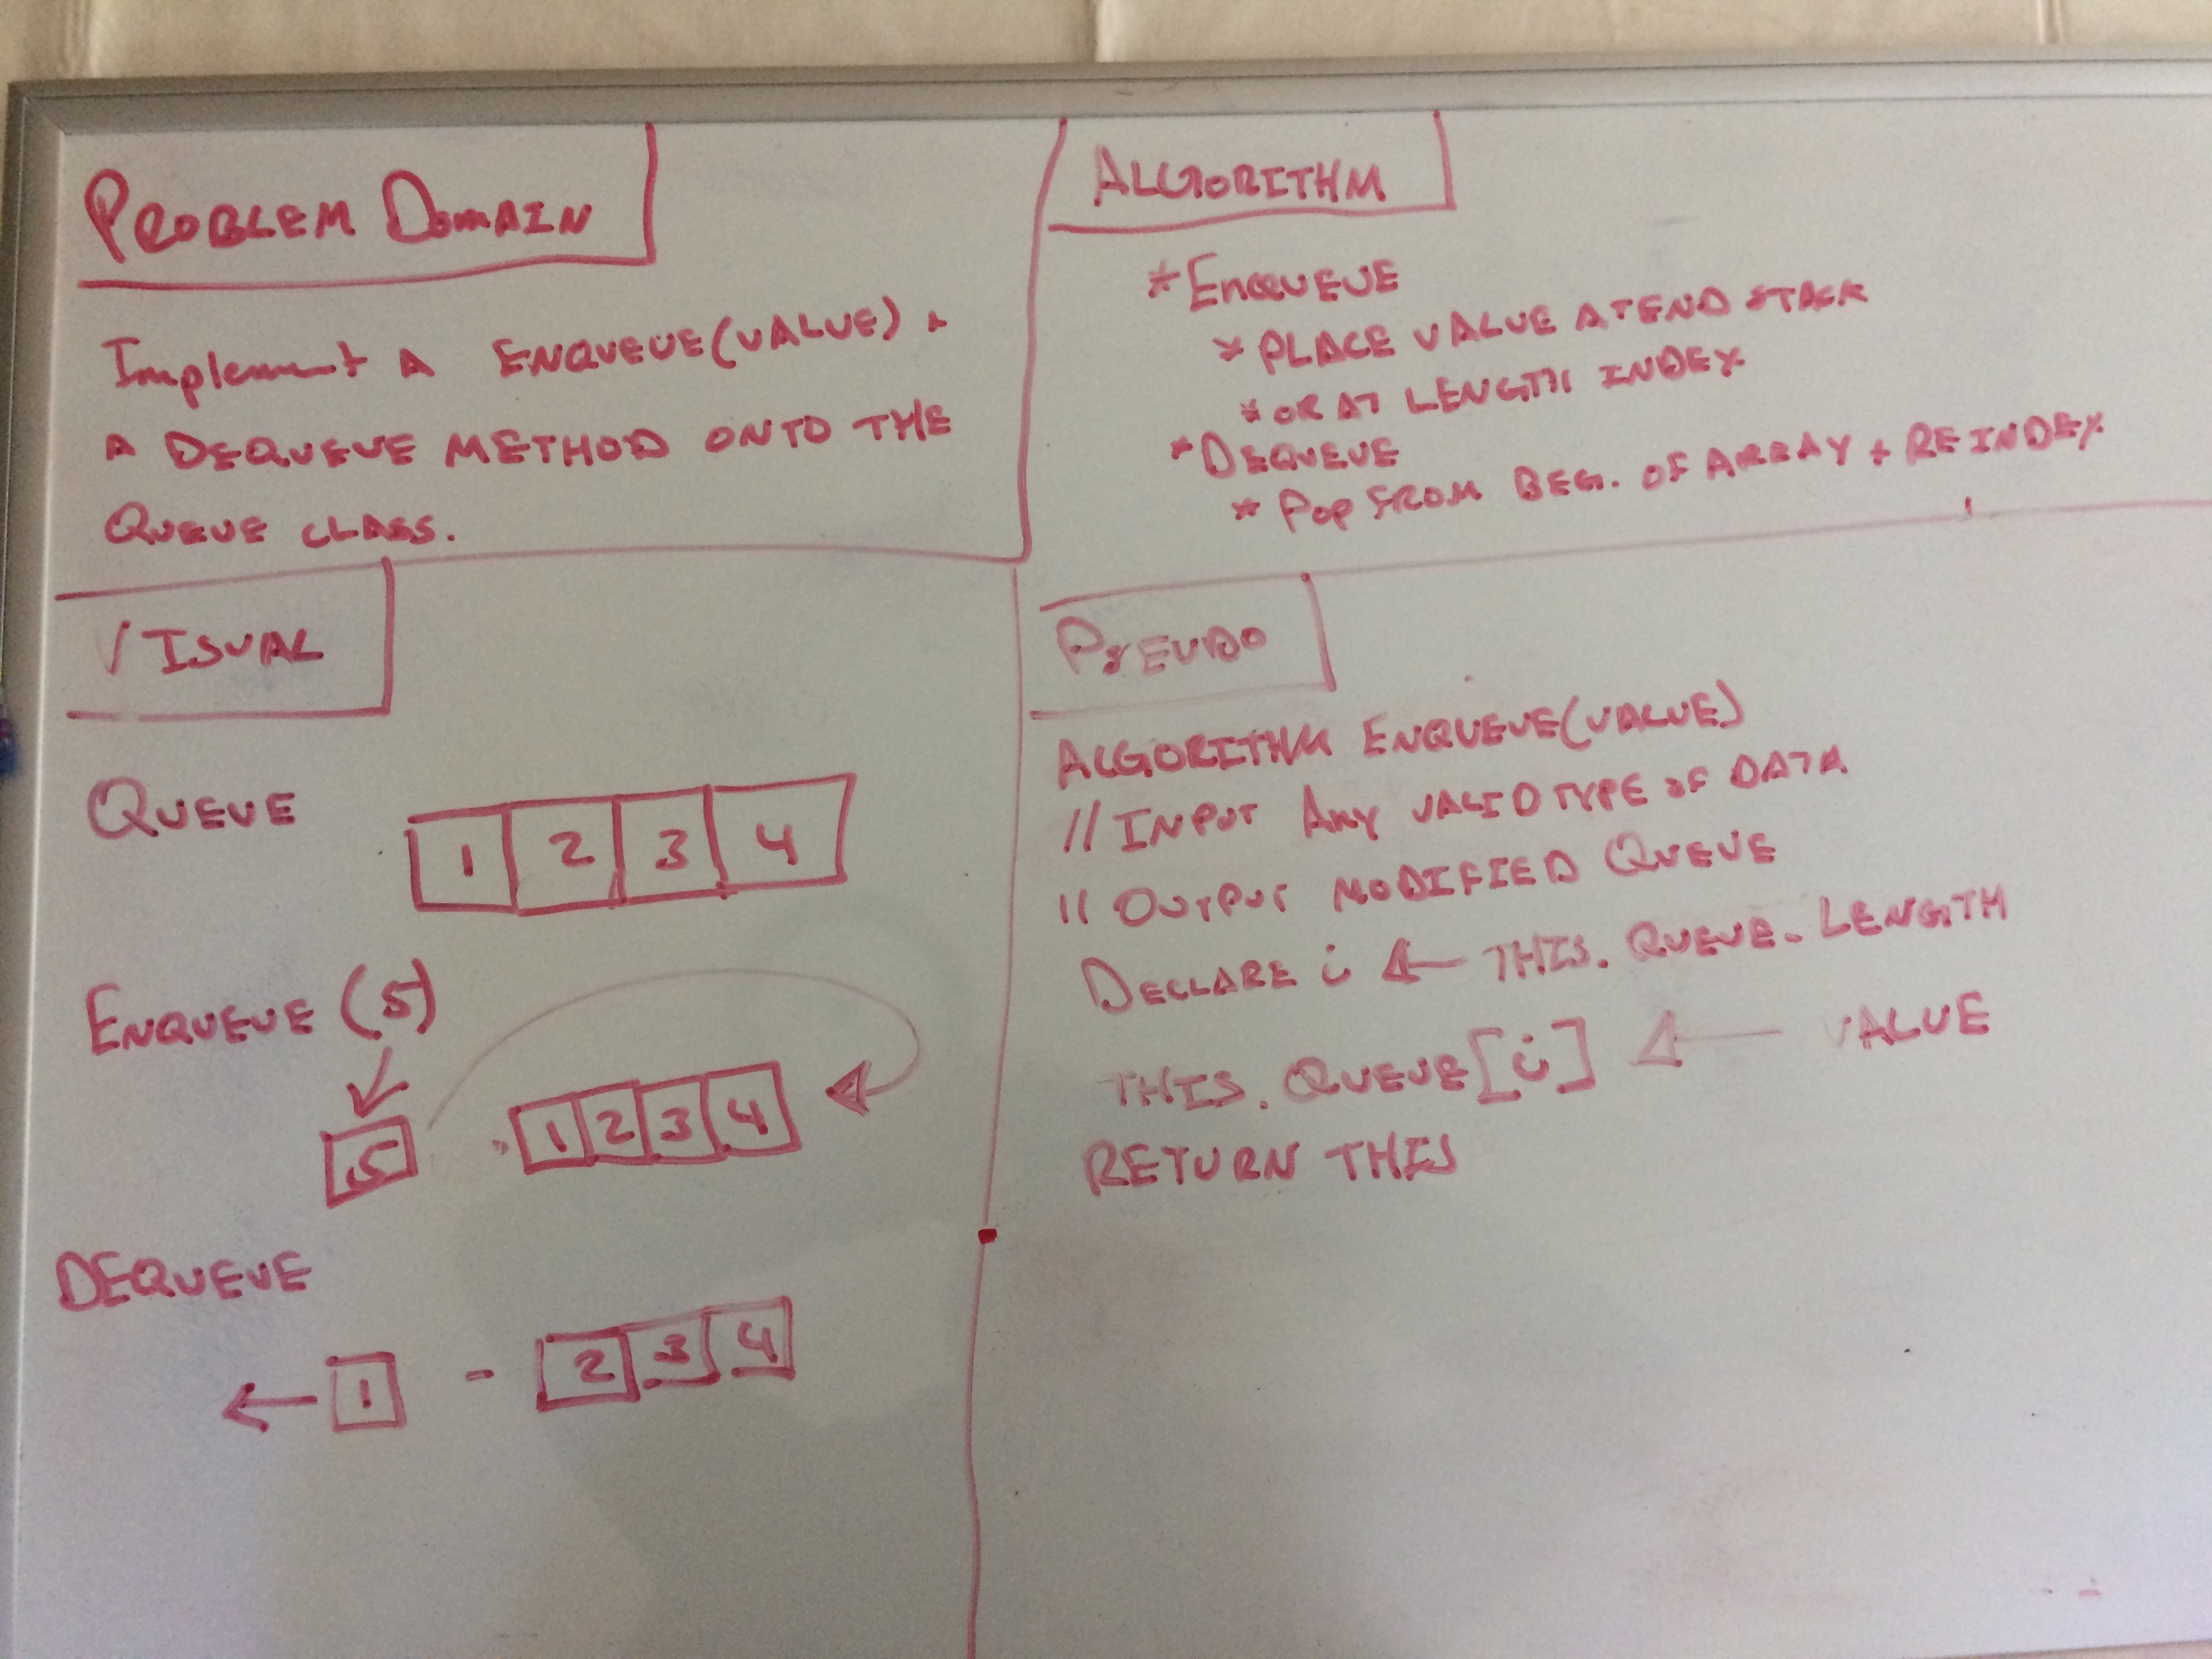 PROBLEM DOMAIN
Implement A ENQUEUE(VALUE) +
A DEQUEUE METHOD ONTO THE
QUEUE CLASS.
ALGORITHM
* ENQUEUE
* PLACE VALUE AT END STACK
* OR AT LENGTH INDEX
* DEQUEUE
* POP FROM BEG. OF ARRAY + REINDEX
VISUAL
QUEUE
1 2 3 4
ENQUEUE (5)
5 1 2 3 4
DEQUEUE
1 - 2 3 4
PSEUDO
ALGORITHM ENQUEUE(VALUE)
// INPUT ANY VALID TYPE OF DATA
// OUTPUT MODIFIED QUEUE
DECLARE i ← THIS. QUEUE. LENGTH
THIS. QUEUE[i] ← VALUE
RETURN THIS